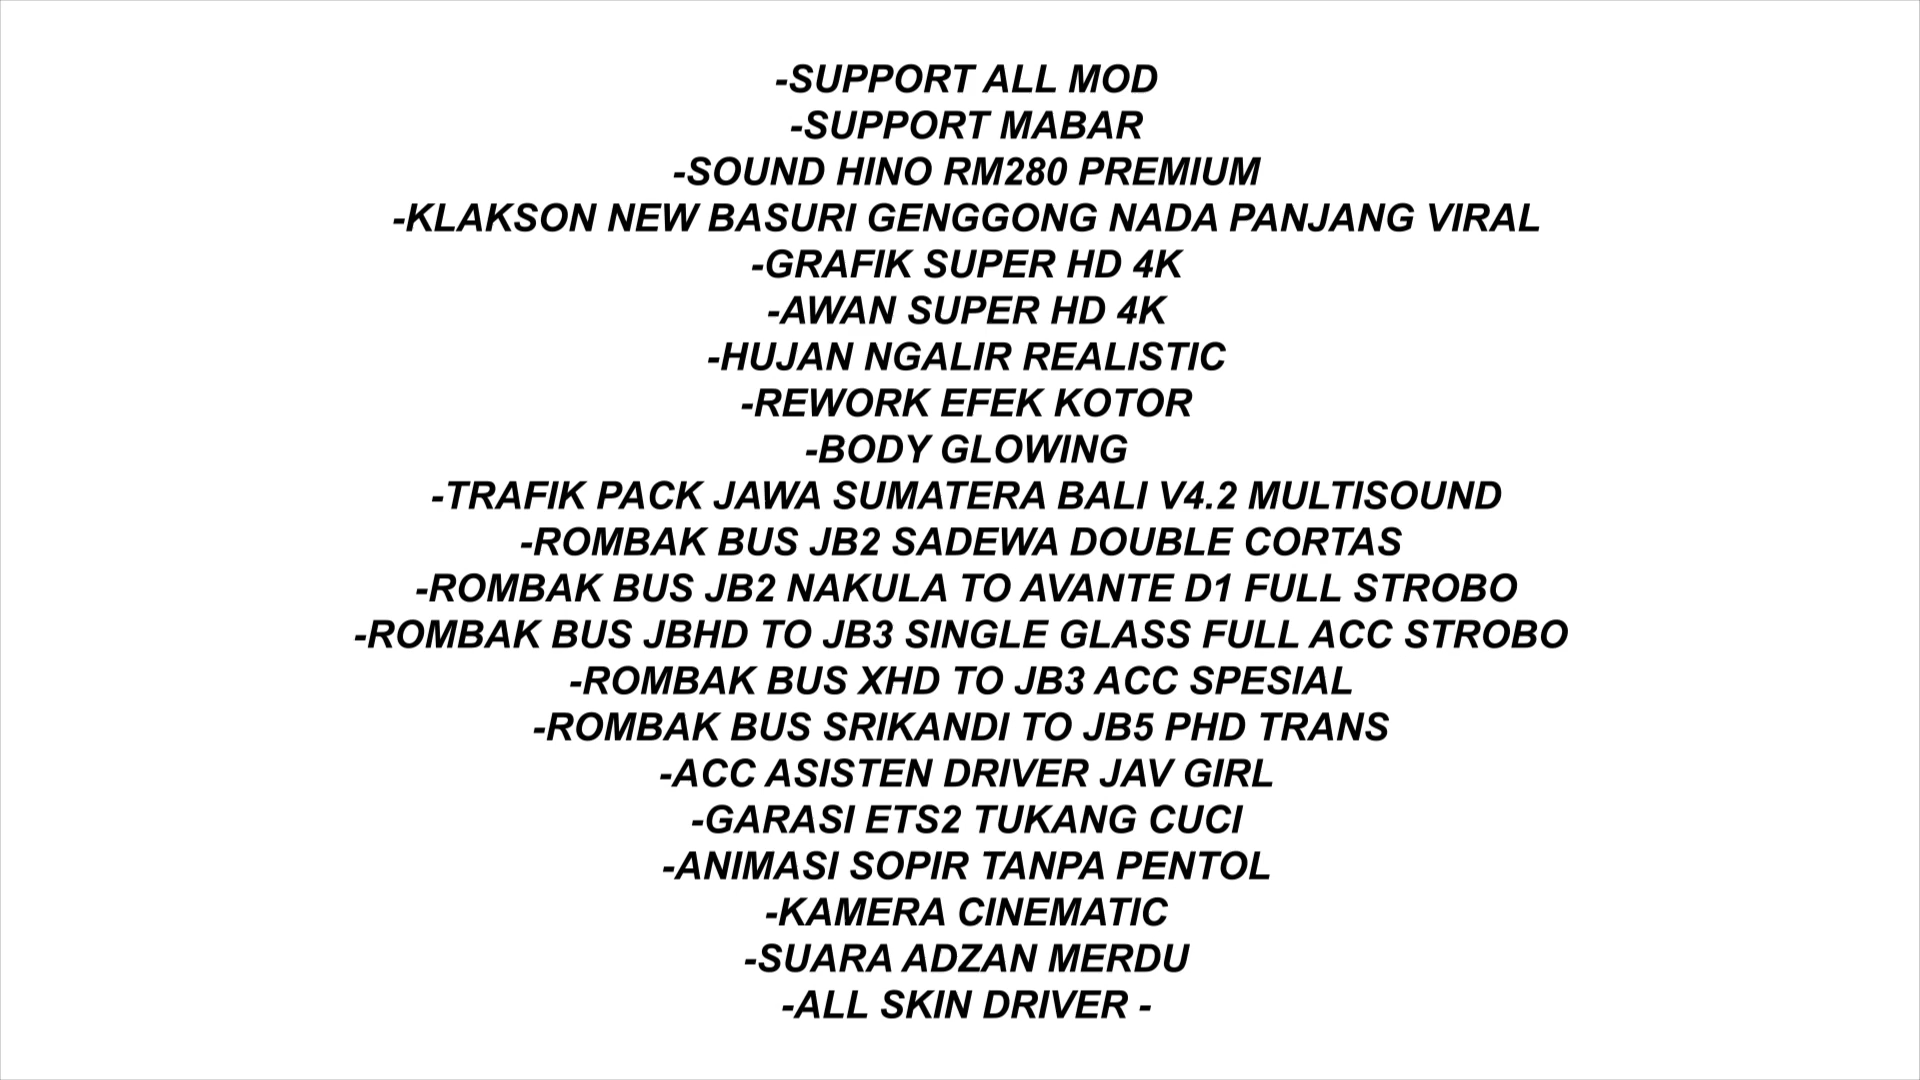 -SUPPORT ALL MOD
-SUPPORT MABAR
-SOUND HINO RM280 PREMIUM
-KLAKSON NEW BASURI GENGGONG NADA PANJANG VIRAL
-GRAFIK SUPER HD 4K
-AWAN SUPER HD 4K
-HUJAN NGALIR REALISTIC
-REWORK EFEK KOTOR
-BODY GLOWING
-TRAFIK PACK JAWA SUMATERA BALI V4.2 MULTISOUND
-ROMBAK BUS JB2 SADEWA DOUBLE CORTAS
-ROMBAK BUS JB2 NAKULA TO AVANTE D1 FULL STROBO
-ROMBAK BUS JBHD TO JB3 SINGLE GLASS FULL ACC STROBO
-ROMBAK BUS XHD TO JB3 ACC SPESIAL
-ROMBAK BUS SRIKANDI TO JB5 PHD TRANS
-ACC ASISTEN DRIVER JAV GIRL
-GARASI ETS2 TUKANG CUCI
-ANIMASI SOPIR TANPA PENTOL
-KAMERA CINEMATIC
-SUARA ADZAN MERDU
-ALL SKIN DRIVER -